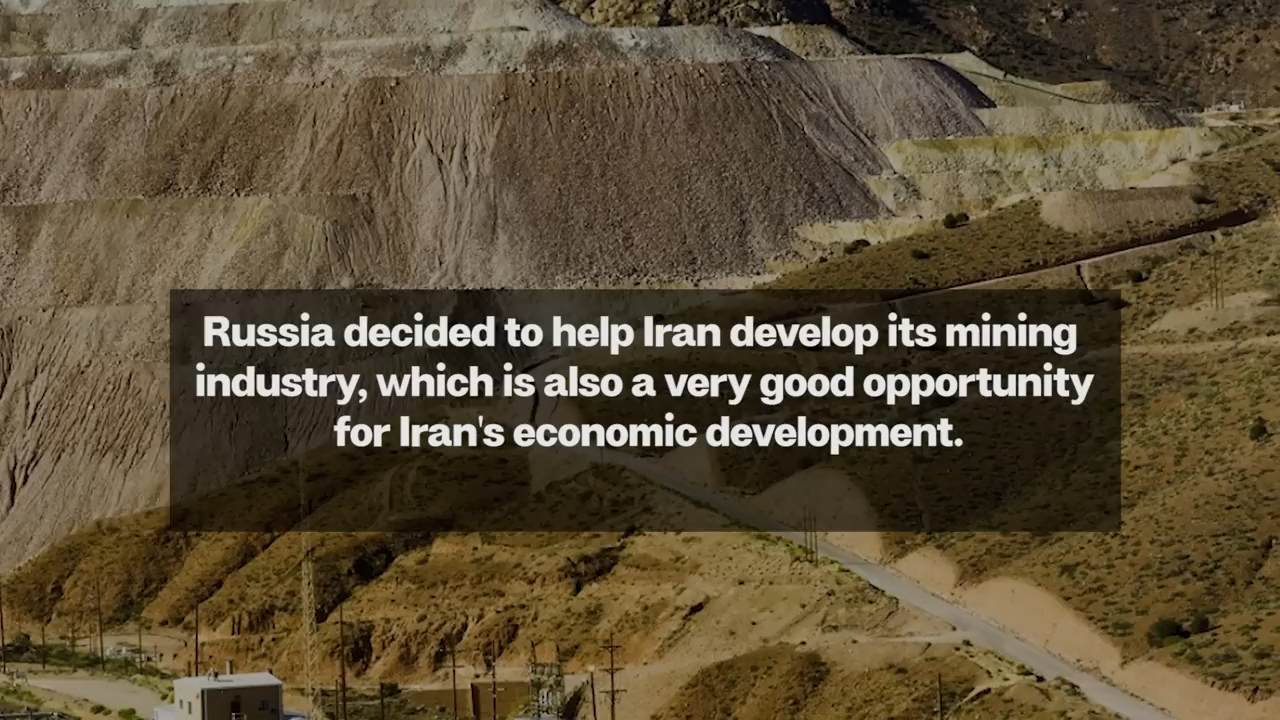 Russia decided to help Iran develop its mining
industry, which is also a very good opportunity
for Iran's economic development.